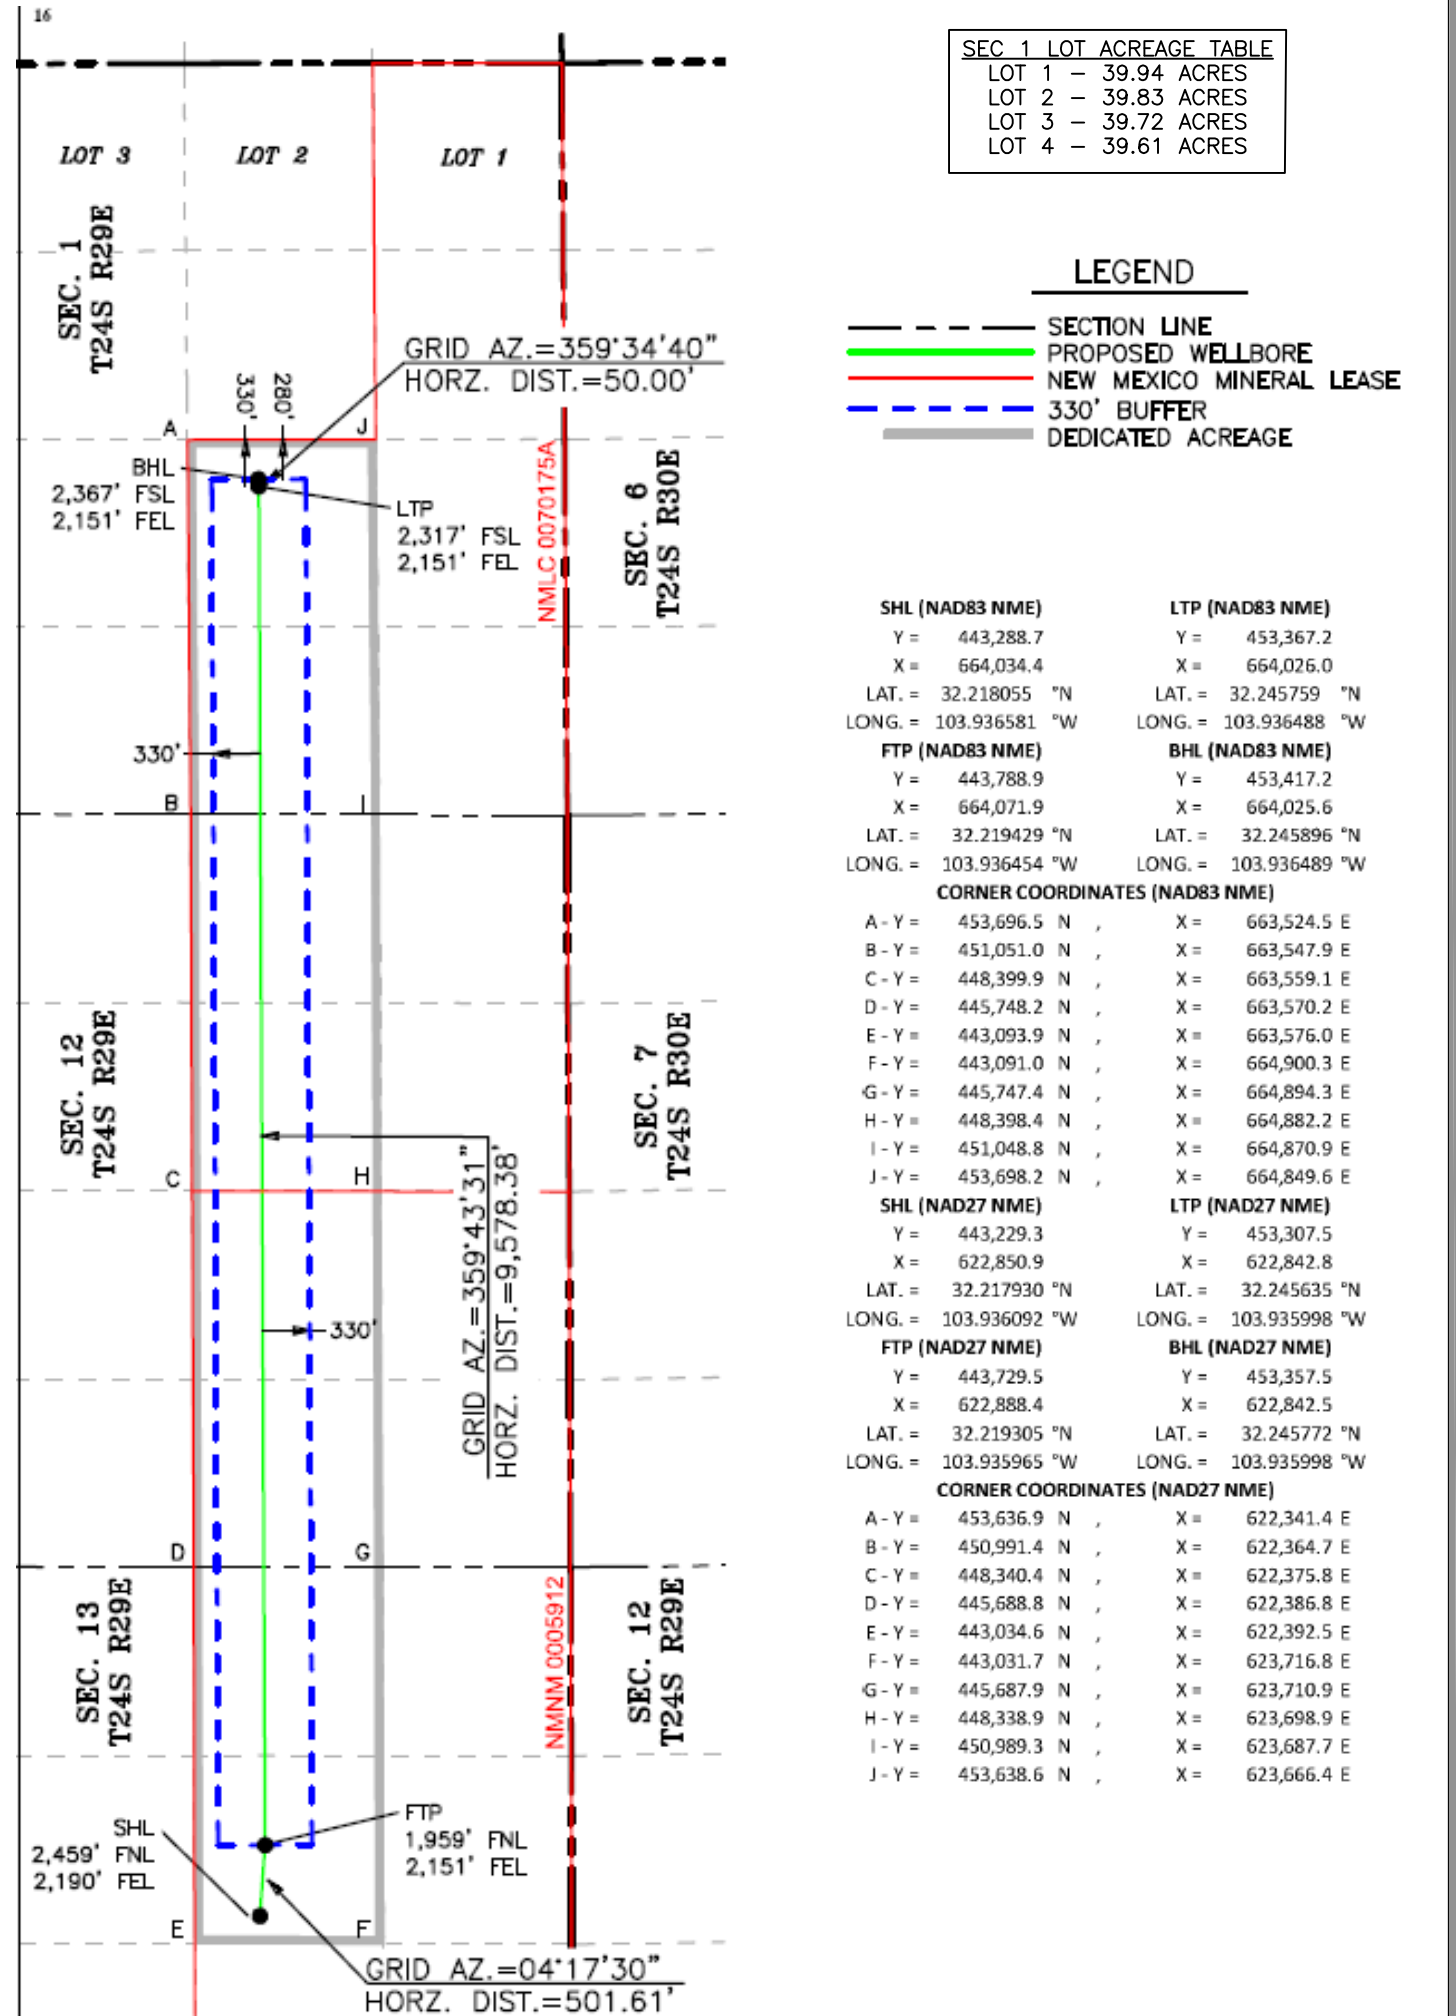 16
SEC 1 LOT ACREAGE TABLE
LOT 1 – 39.94 ACRES
LOT 2 – 39.83 ACRES
LOT 3 – 39.72 ACRES
LOT 4 – 39.61 ACRES
LOT 3
LOT 2
LOT 1
SEC. 1
T24S R29E
LEGEND
SECTION LINE
PROPOSED WELLBORE
NEW MEXICO MINERAL LEASE
330' BUFFER
DEDICATED ACREAGE
GRID AZ.=359°34'40"
HORZ. DIST.=50.00'
330'
280'
A
J
BHL
2,367' FSL
2,151' FEL
LTP
2,317' FSL
2,151' FEL
NMLC 0070175A
SEC. 6
T24S R30E
330'
B
I
SEC. 12
T24S R29E
SEC. 7
T24S R30E
C
H
GRID AZ.=359°43'31"
HORZ. DIST.=9,578.38'
330'
D
G
SEC. 13
T24S R29E
NMNM 0005912
SEC. 12
T24S R29E
SHL
2,459' FNL
2,190' FEL
FTP
1,959' FNL
2,151' FEL
E
F
GRID AZ.=04°17'30"
HORZ. DIST.=501.61'
SHL (NAD83 NME) LTP (NAD83 NME)
Y = 443,288.7 Y = 453,367.2
X = 664,034.4 X = 664,026.0
LAT. = 32.218055 °N LAT. = 32.245759 °N
LONG. = 103.936581 °W LONG. = 103.936488 °W
FTP (NAD83 NME) BHL (NAD83 NME)
Y = 443,788.9 Y = 453,417.2
X = 664,071.9 X = 664,025.6
LAT. = 32.219429 °N LAT. = 32.245896 °N
LONG. = 103.936454 °W LONG. = 103.936489 °W
CORNER COORDINATES (NAD83 NME)
A - Y = 453,696.5 N , X = 663,524.5 E
B - Y = 451,051.0 N , X = 663,547.9 E
C - Y = 448,399.9 N , X = 663,559.1 E
D - Y = 445,748.2 N , X = 663,570.2 E
E - Y = 443,093.9 N , X = 663,576.0 E
F - Y = 443,091.0 N , X = 664,900.3 E
G - Y = 445,747.4 N , X = 664,894.3 E
H - Y = 448,398.4 N , X = 664,882.2 E
I - Y = 451,048.8 N , X = 664,870.9 E
J - Y = 453,698.2 N , X = 664,849.6 E
SHL (NAD27 NME) LTP (NAD27 NME)
Y = 443,229.3 Y = 453,307.5
X = 622,850.9 X = 622,842.8
LAT. = 32.217930 °N LAT. = 32.245635 °N
LONG. = 103.936092 °W LONG. = 103.935998 °W
FTP (NAD27 NME) BHL (NAD27 NME)
Y = 443,729.5 Y = 453,357.5
X = 622,888.4 X = 622,842.5
LAT. = 32.219305 °N LAT. = 32.245772 °N
LONG. = 103.935965 °W LONG. = 103.935998 °W
CORNER COORDINATES (NAD27 NME)
A - Y = 453,636.9 N , X = 622,341.4 E
B - Y = 450,991.4 N , X = 622,364.7 E
C - Y = 448,340.4 N , X = 622,375.8 E
D - Y = 445,688.8 N , X = 622,386.8 E
E - Y = 443,034.6 N , X = 622,392.5 E
F - Y = 443,031.7 N , X = 623,716.8 E
G - Y = 445,687.9 N , X = 623,710.9 E
H - Y = 448,338.9 N , X = 623,698.9 E
I - Y = 450,989.3 N , X = 623,687.7 E
J - Y = 453,638.6 N , X = 623,666.4 E